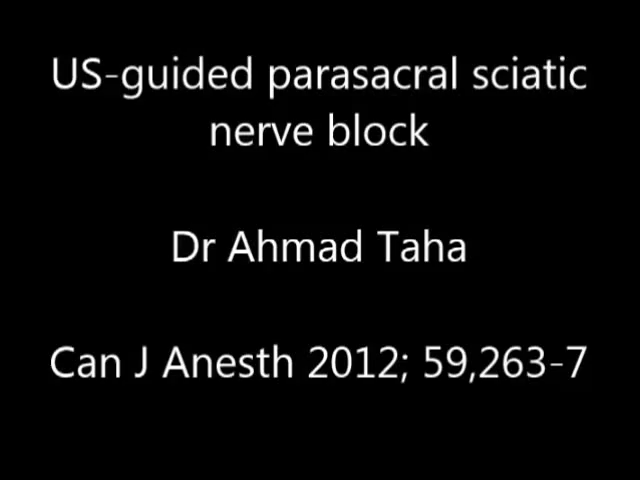 US-guided parasacral sciatic
nerve block
Dr Ahmad Taha
Can J Anesth 2012; 59,263-7